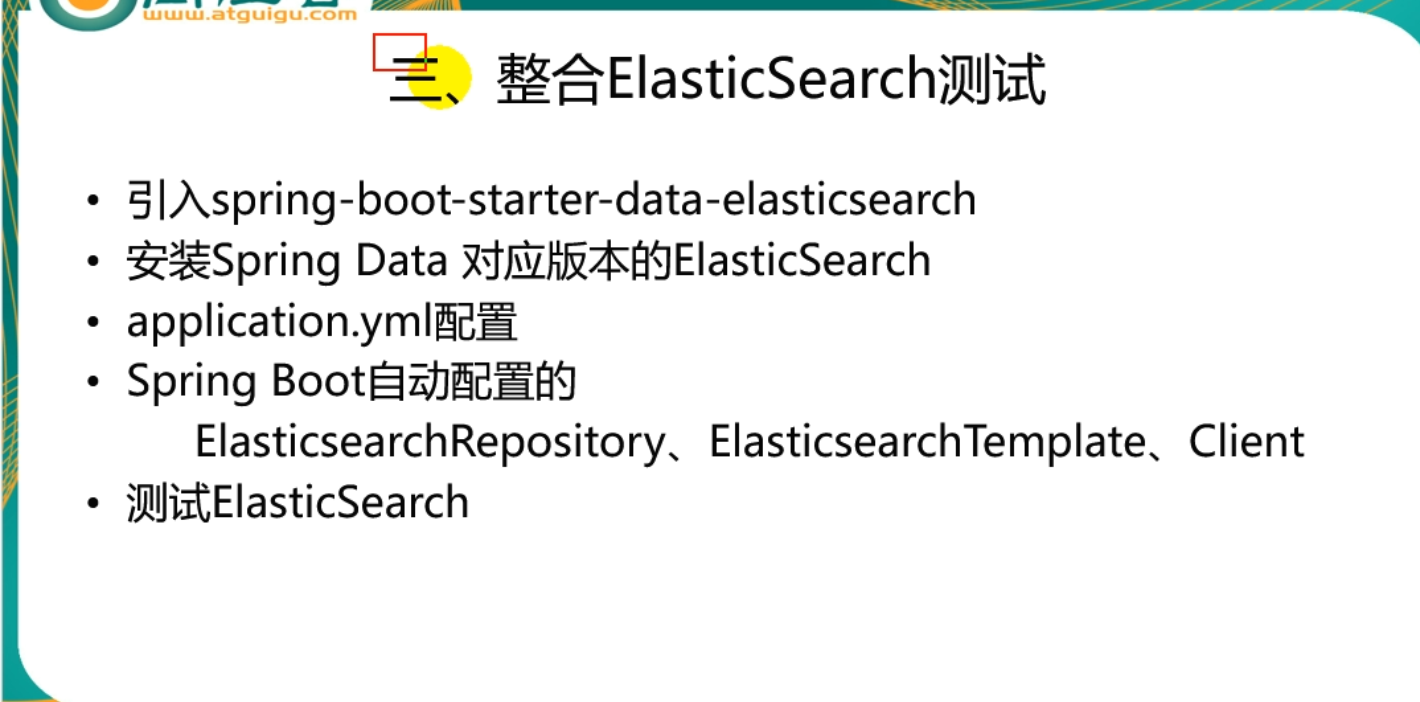 www.atguigu.com
三、整合ElasticSearch测试
• 引入spring-boot-starter-data-elasticsearch
• 安装Spring Data 对应版本的ElasticSearch
• application.yml配置
• Spring Boot自动配置的
ElasticsearchRepository、ElasticsearchTemplate、Client
• 测试ElasticSearch